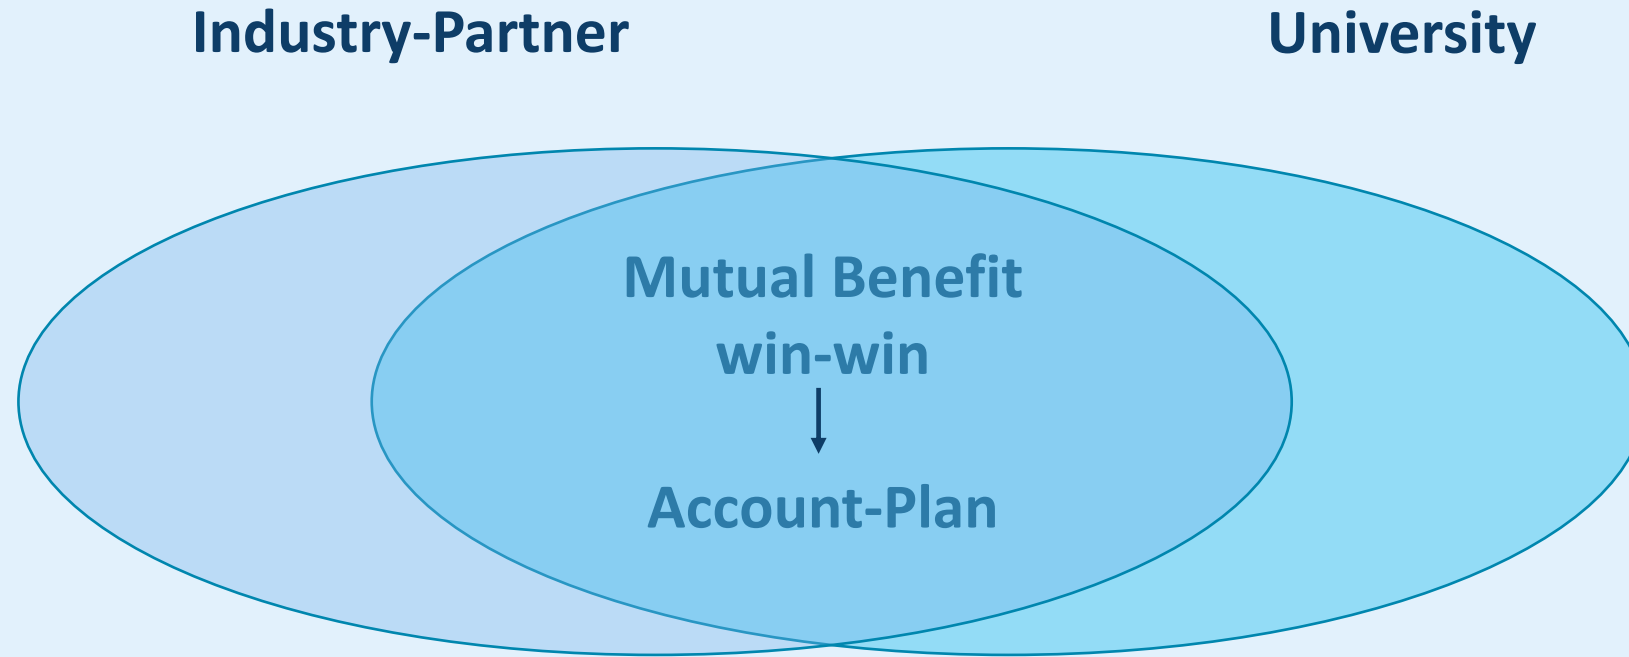 Industry-Partner
University
Mutual Benefit
win-win
Account-Plan